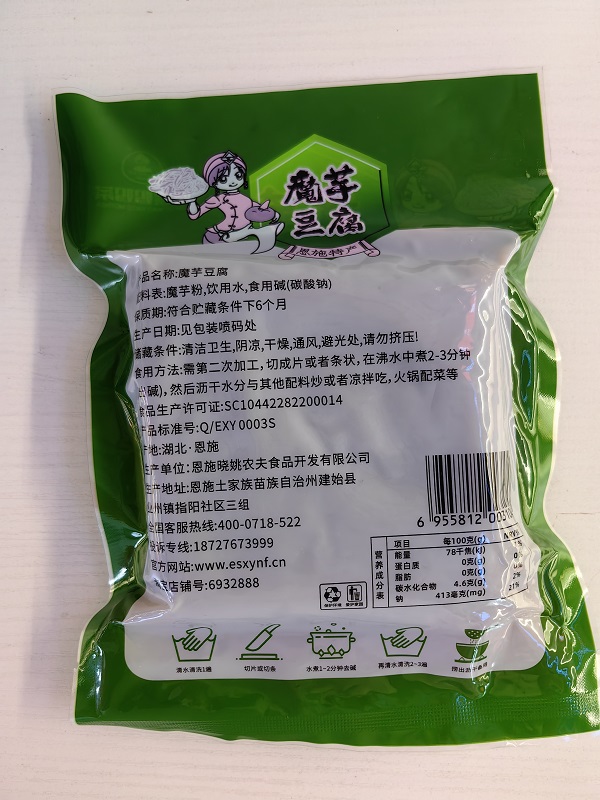 魔芋
豆腐
恩施特产
品名称:魔芋豆腐
料表:魔芋粉,饮用水,食用碱(碳酸钠)
保质期:符合贮藏条件下6个月
生产日期:见包装喷码处
储藏条件:清洁卫生,阴凉,干燥,通风,避光处,请勿挤压!
食用方法:需第二次加工,切成片或者条状,在沸水中煮2-3分钟
出碱),然后沥干水分与其他配料炒或者凉拌吃,火锅配菜等
食品生产许可证:SC10442282200014
产品标准号:Q/EXY 0003S
产地:湖北·恩施
生产单位:恩施晓姚农夫食品开发有限公司
生产地址:恩施土家族苗族自治州建始县
业州镇指阳社区三组
全国客服热线:400-0718-522
投诉专线:18727673999
官方网站:www.esxynf.cn
店铺号:6932888
6 955812 00
营养成分表
项目 每100克(g)
能量 78千焦(kJ)
蛋白质 0克(g)
脂肪 0克(g)
碳水化合物 4.6克(g) 2%
钠 413毫克(mg) 21%
清水清洗1遍
切片或切条
水煮1~2分钟去碱
再清水清洗2~3遍